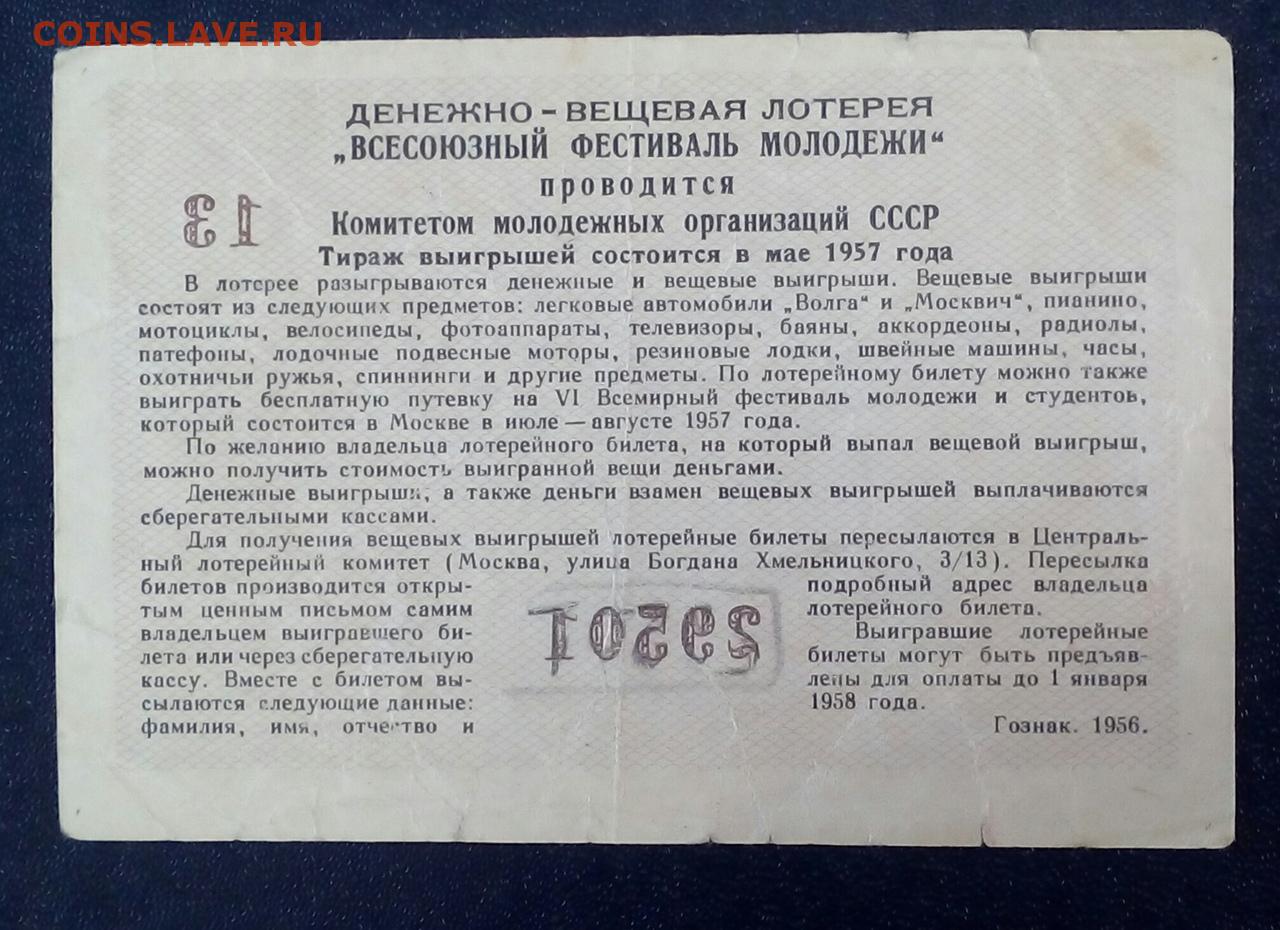 COINS.LAVE.RU
ДЕНЕЖНО-ВЕЩЕВАЯ ЛОТЕРЕЯ
„ВСЕСОЮЗНЫЙ ФЕСТИВАЛЬ МОЛОДЕЖИ“
проводится
13
Комитетом молодежных организаций СССР
Тираж выигрышей состоится в мае 1957 года
В лотерее разыгрываются денежные и вещевые выигрыши. Вещевые выигрыши
состоят из следующих предметов: легковые автомобили „Волга“ и „Москвич“, пианино,
мотоциклы, велосипеды, фотоаппараты, телевизоры, баяны, аккордеоны, радиолы,
патефоны, лодочные подвесные моторы, резиновые лодки, швейные машины, часы,
охотничьи ружья, спиннинги и другие предметы. По лотерейному билету можно также
выиграть бесплатную путевку на VI Всемирный фестиваль молодежи и студентов,
который состоится в Москве в июле — августе 1957 года.
По желанию владельца лотерейного билета, на который выпал вещевой выигрыш,
можно получить стоимость выигранной вещи деньгами.
Денежные выигрыши, а также деньги взамен вещевых выигрышей выплачиваются
сберегательными кассами.
Для получения вещевых выигрышей лотерейные билеты пересылаются в Централь-
ный лотерейный комитет (Москва, улица Богдана Хмельницкого, 3/13). Пересылка
билетов производится откры-
тым ценным письмом самим
владельцем выигравшего би-
лета или через сберегательную
кассу. Вместе с билетом вы-
сылаются следующие данные:
фамилия, имя, отчество и
29501
подробный адрес владельца
лотерейного билета.
Выигравшие лотерейные
билеты могут быть предъяв-
лены для оплаты до 1 января
1958 года.
Гознак. 1956.